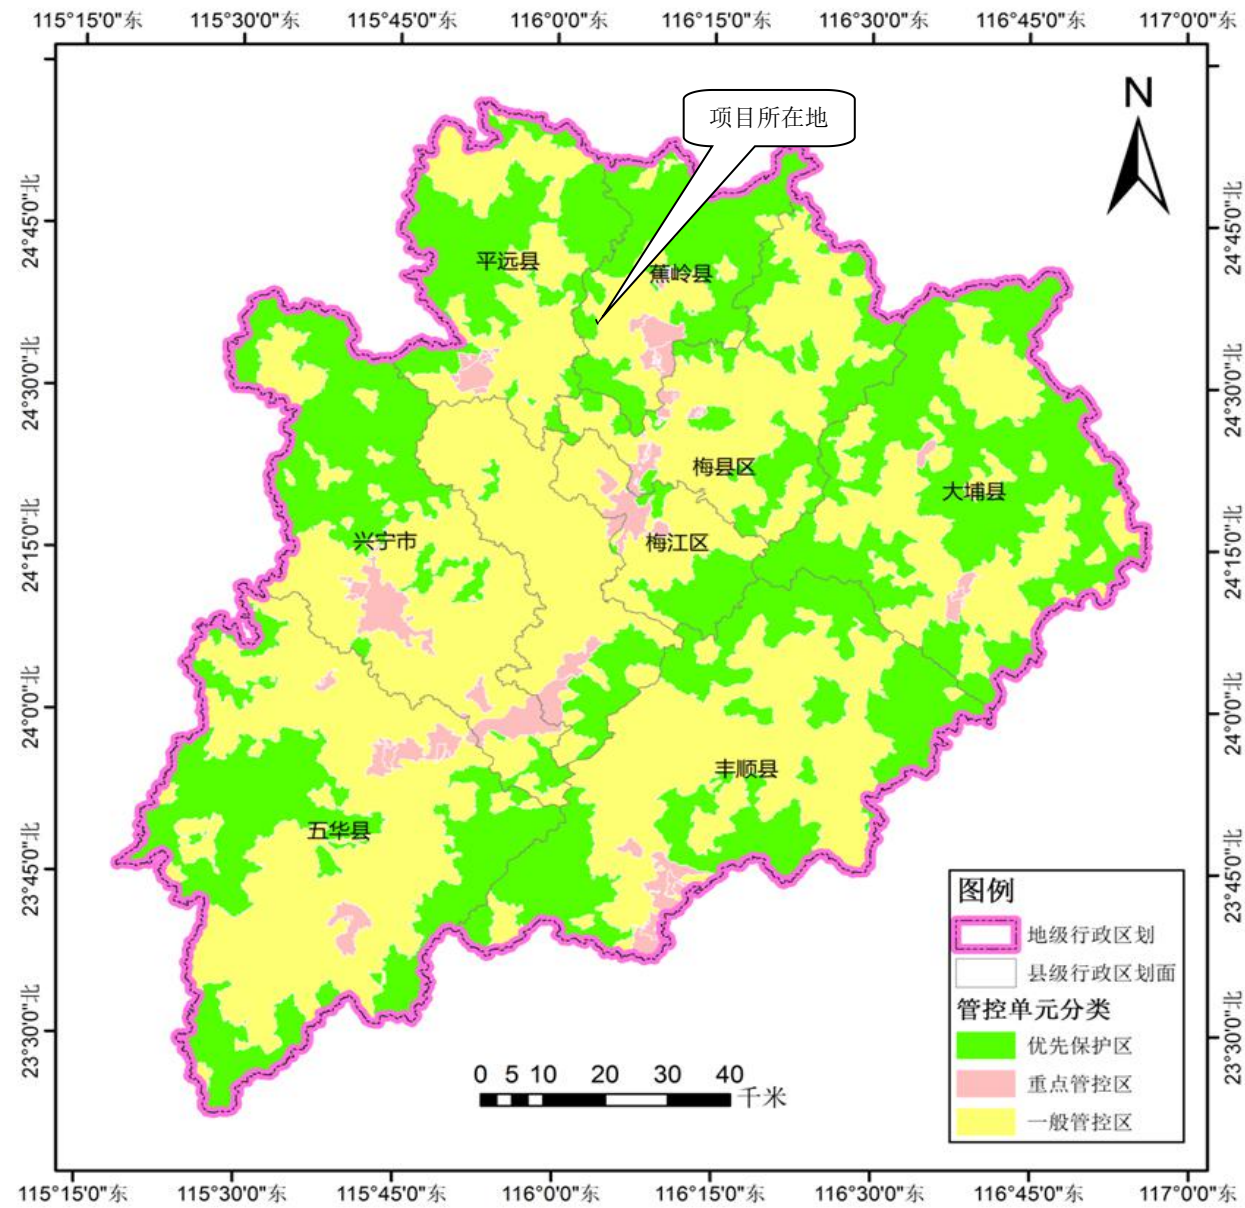 115°15'0"东 115°30'0"东 115°45'0"东 116°0'0"东 116°15'0"东 116°30'0"东 116°45'0"东 117°0'0"东
N
项目所在地
24°45'0"北 24°45'0"北
平远县
蕉岭县
24°30'0"北 24°30'0"北
梅县区
大埔县
24°15'0"北 24°15'0"北
兴宁市
梅江区
24°0'0"北 24°0'0"北
丰顺县
五华县
23°45'0"北 23°45'0"北
图例
地级行政区划
县级行政区划面
管控单元分类
23°30'0"北 23°30'0"北
优先保护区
重点管控区
一般管控区
0 5 10 20 30 40
千米
115°15'0"东 115°30'0"东 115°45'0"东 116°0'0"东 116°15'0"东 116°30'0"东 116°45'0"东 117°0'0"东